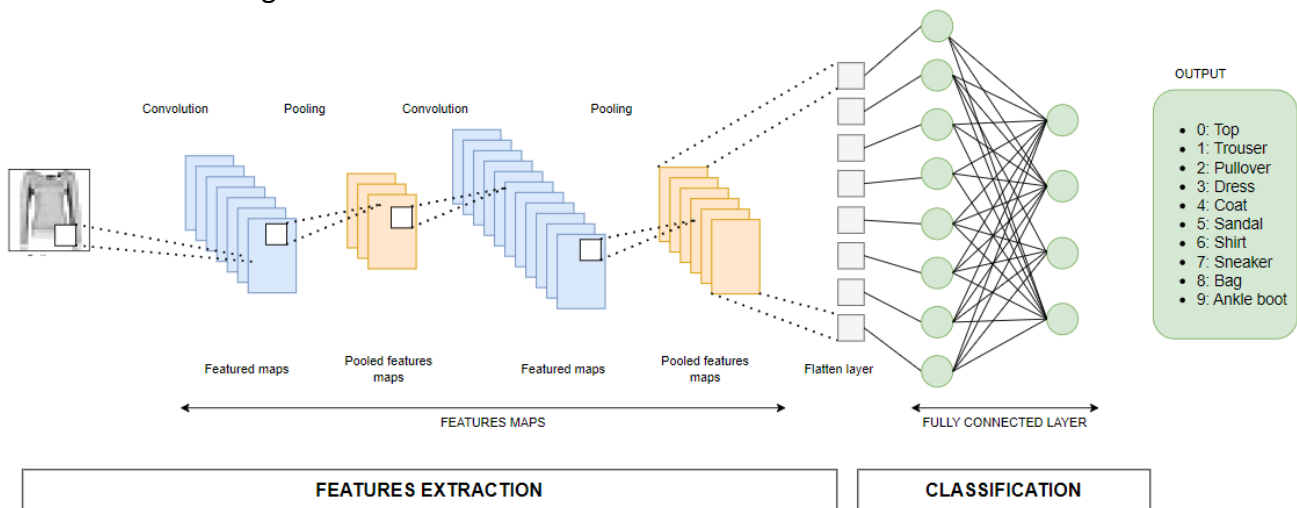 Convolution
Pooling
Convolution
Pooling
OUTPUT
0: Top
1: Trouser
2: Pullover
3: Dress
4: Coat
5: Sandal
6: Shirt
7: Sneaker
8: Bag
9: Ankle boot
Featured maps
Pooled features
maps
Featured maps
Pooled features
maps
Flatten layer
FEATURES MAPS
FULLY CONNECTED LAYER
FEATURES EXTRACTION
CLASSIFICATION